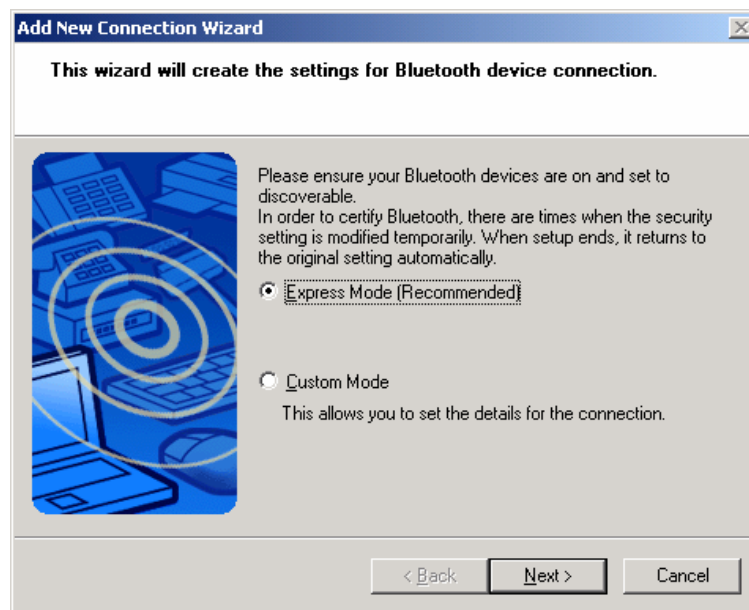 Add New Connection Wizard
This wizard will create the settings for Bluetooth device connection.
Please ensure your Bluetooth devices are on and set to
discoverable.
In order to certify Bluetooth, there are times when the security
setting is modified temporarily. When setup ends, it returns to
the original setting automatically.
Express Mode (Recommended)
Custom Mode
This allows you to set the details for the connection.
< Back
Next >
Cancel